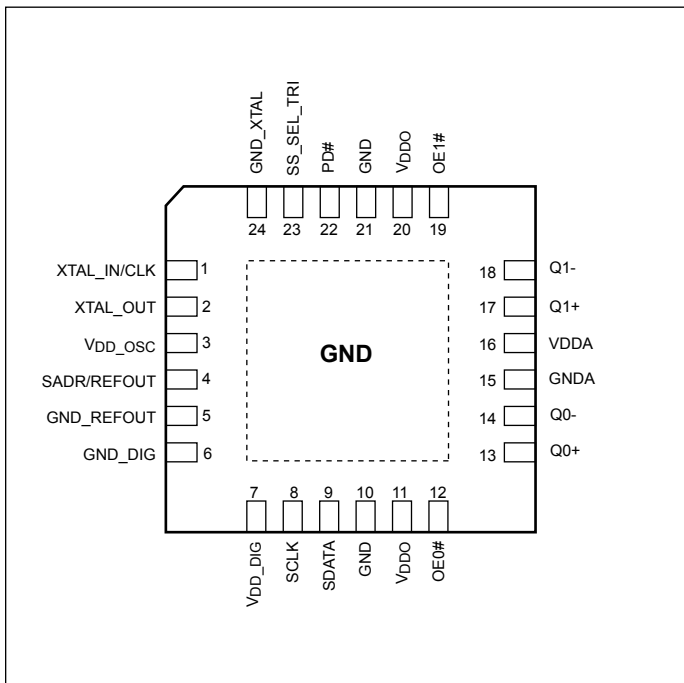 GND_XTAL
SS_SEL_TRI
PD#
GND
VDDO
OE1#
24
23
22
21
20
19
XTAL_IN/CLK 1
XTAL_OUT 2
VDD_OSC 3
SADR/REFOUT 4
GND_REFOUT 5
GND_DIG 6
GND
18 Q1-
17 Q1+
16 VDDA
15 GNDA
14 Q0-
13 Q0+
7
8
9
10
11
12
VDD_DIG
SCLK
SDATA
GND
VDDO
OE0#